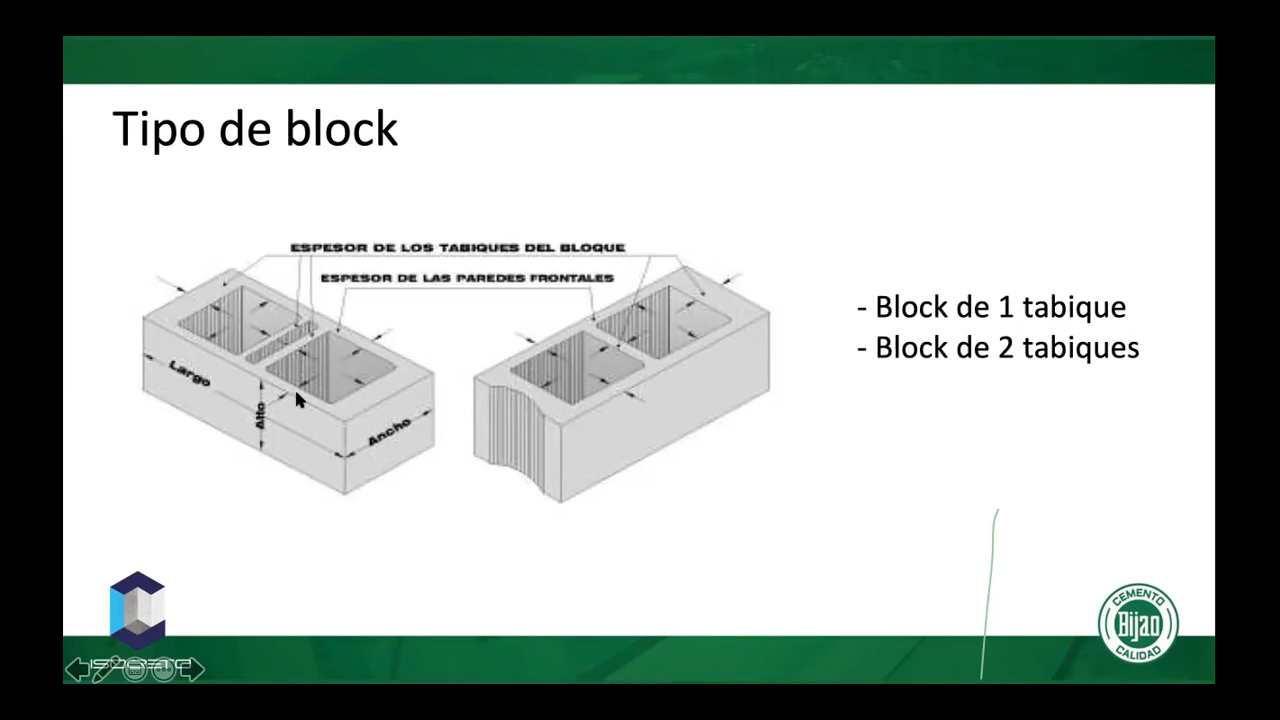 Tipo de block
ESPESOR DE LOS TABIQUES DEL BLOQUE
ESPESOR DE LAS PAREDES FRONTALES
Largo
Alto
Ancho
- Block de 1 tabique
- Block de 2 tabiques
ISOCRETO
CEMENTO
Bijao
CALIDAD